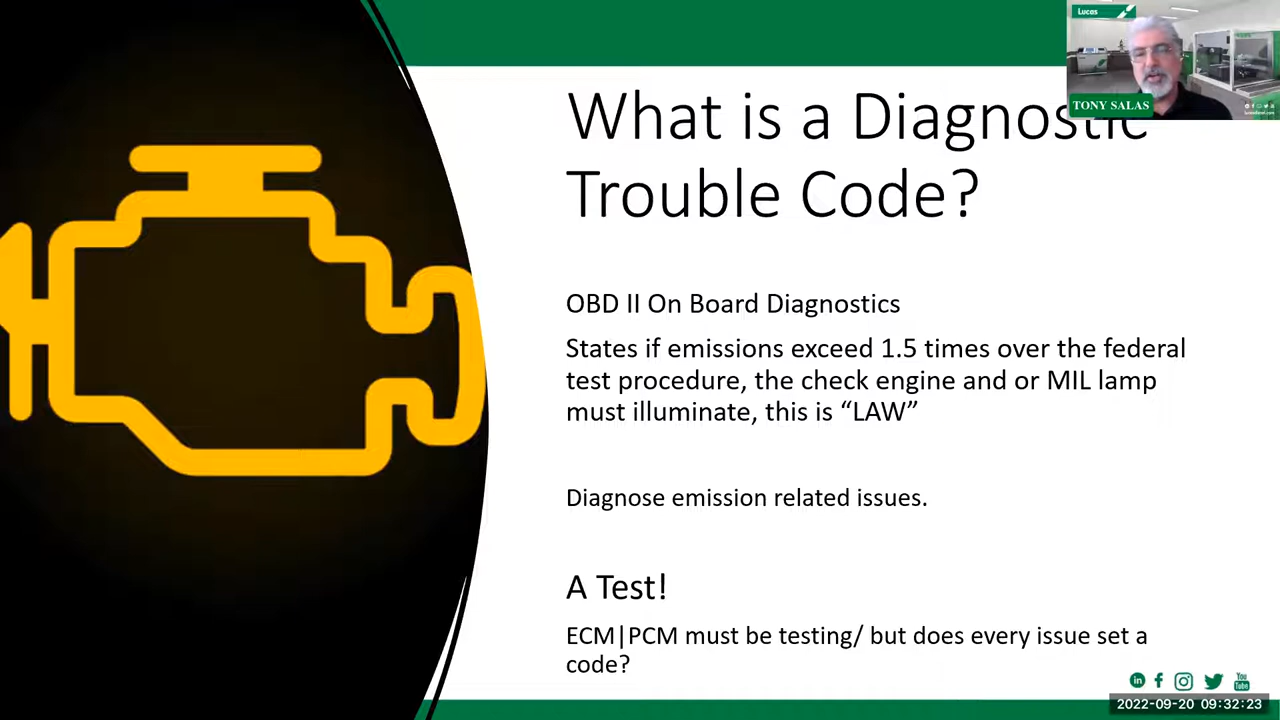 Lucas
TONY SALAS
What is a Diagnostic
Trouble Code?
OBD II On Board Diagnostics
States if emissions exceed 1.5 times over the federal
test procedure, the check engine and or MIL lamp
must illuminate, this is “LAW”
Diagnose emission related issues.
A Test!
ECM|PCM must be testing/ but does every issue set a
code?
in
You
Tube
2022-09-20 09:32:23